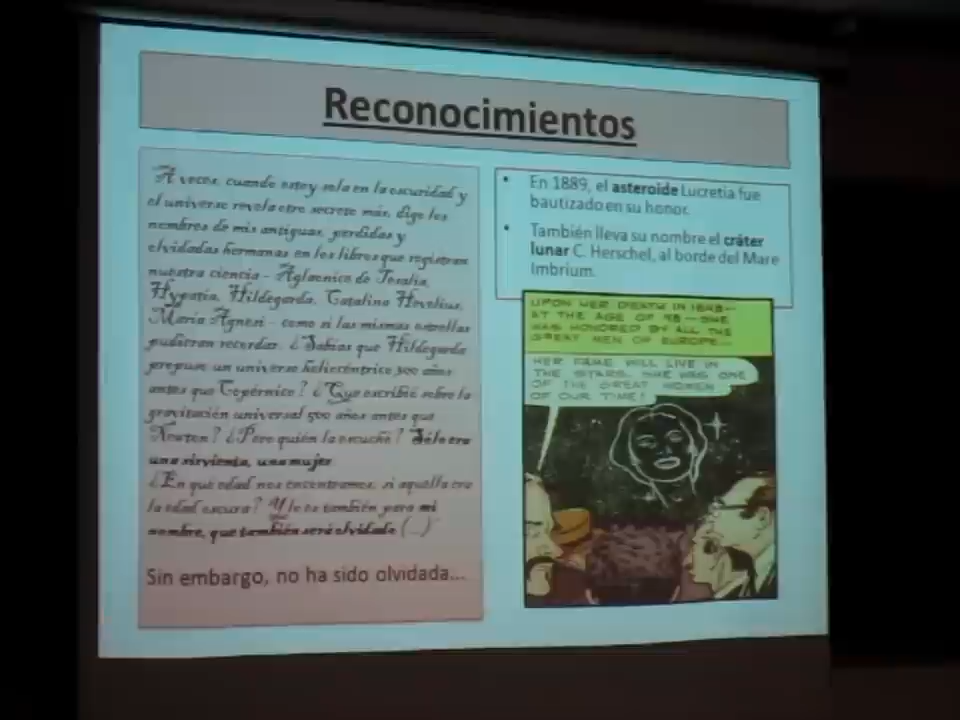 Reconocimientos
A veces, cuando estoy sola en la oscuridad y
el universo revela otro secreto más, digo los
nombres de mis antiguas, perdidas y
olvidadas hermanas en los libros que registran
nuestra ciencia - Aglaonice de Tesalia,
Hypatia, Hildegarda, Catalina Hevelius,
María Agnesi - como si las mismas estrellas
pudieran recordar. ¿Sabías que Hildegarda
propuso un universo heliocéntrico 300 años
antes que Copérnico? ¿Que escribió sobre la
gravitación universal 500 años antes que
Newton? ¿Pero quién la escuchó? Sólo era
una sirvienta, una mujer
¿En qué edad nos encontramos, si aquella era
la edad oscura? Y lo es también para mi
nombre, que también será olvidado (...)
Sin embargo, no ha sido olvidada...
• En 1889, el asteroide Lucretia fue
bautizado en su honor.
• También lleva su nombre el cráter
lunar C. Herschel, al borde del Mare
Imbrium.
UPON HER DEATH IN 1848--
AT THE AGE OF 98-- SHE
WAS HONORED BY ALL THE
GREAT MEN OF EUROPE...
HER FAME WILL LIVE IN
THE STARS. SHE WAS ONE
OF THE GREAT WOMEN
OF OUR TIME!